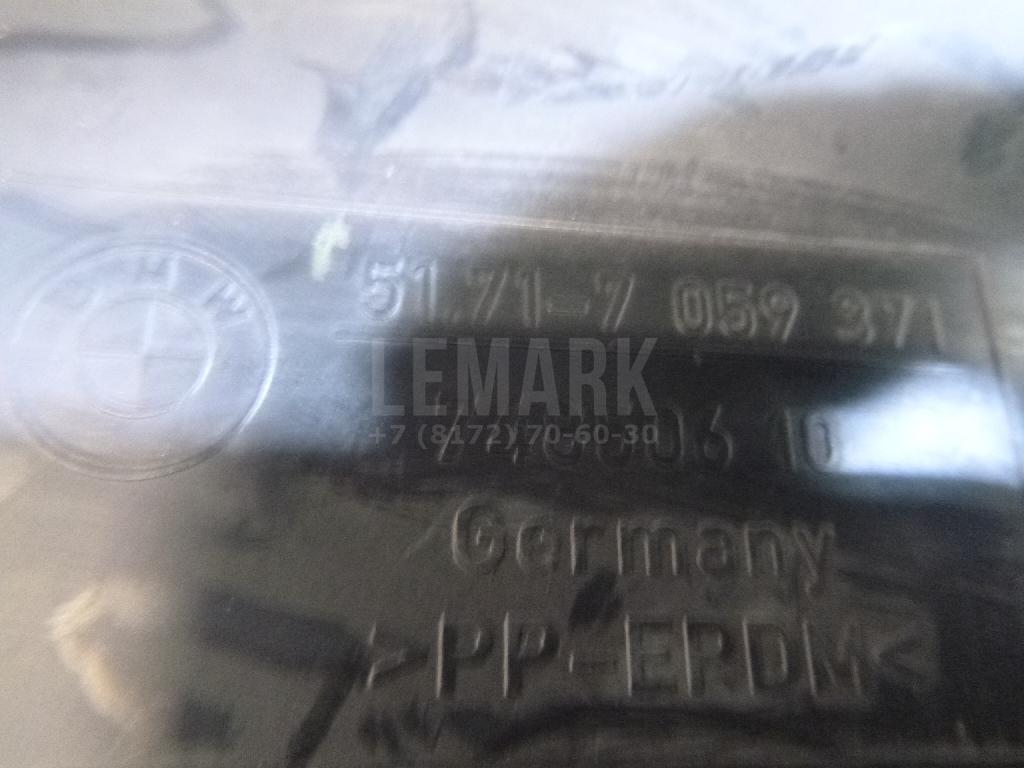 BMW
51.71-7 059 371
LEMARK
+7 (8172) 70-60-30
Germany
>PP-EPDM<